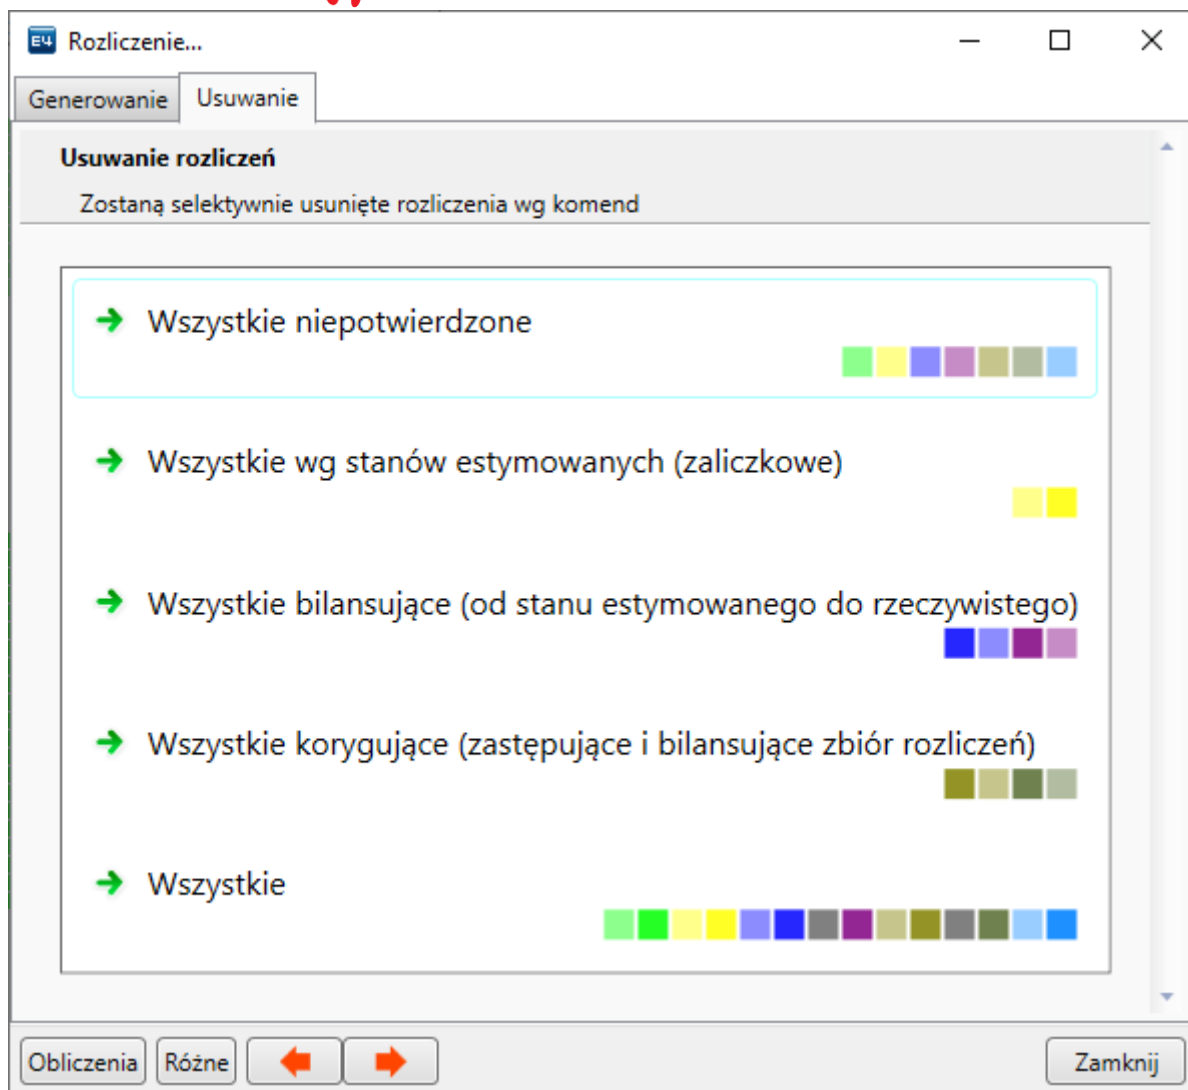 E4 Rozliczenie...
Generowanie Usuwanie
Usuwanie rozliczeń
Zostaną selektywnie usunięte rozliczenia wg komend
Wszystkie niepotwierdzone
Wszystkie wg stanów estymowanych (zaliczkowe)
Wszystkie bilansujące (od stanu estymowanego do rzeczywistego)
Wszystkie korygujące (zastępujące i bilansujące zbiór rozliczeń)
Wszystkie
Obliczenia Różne Zamknij